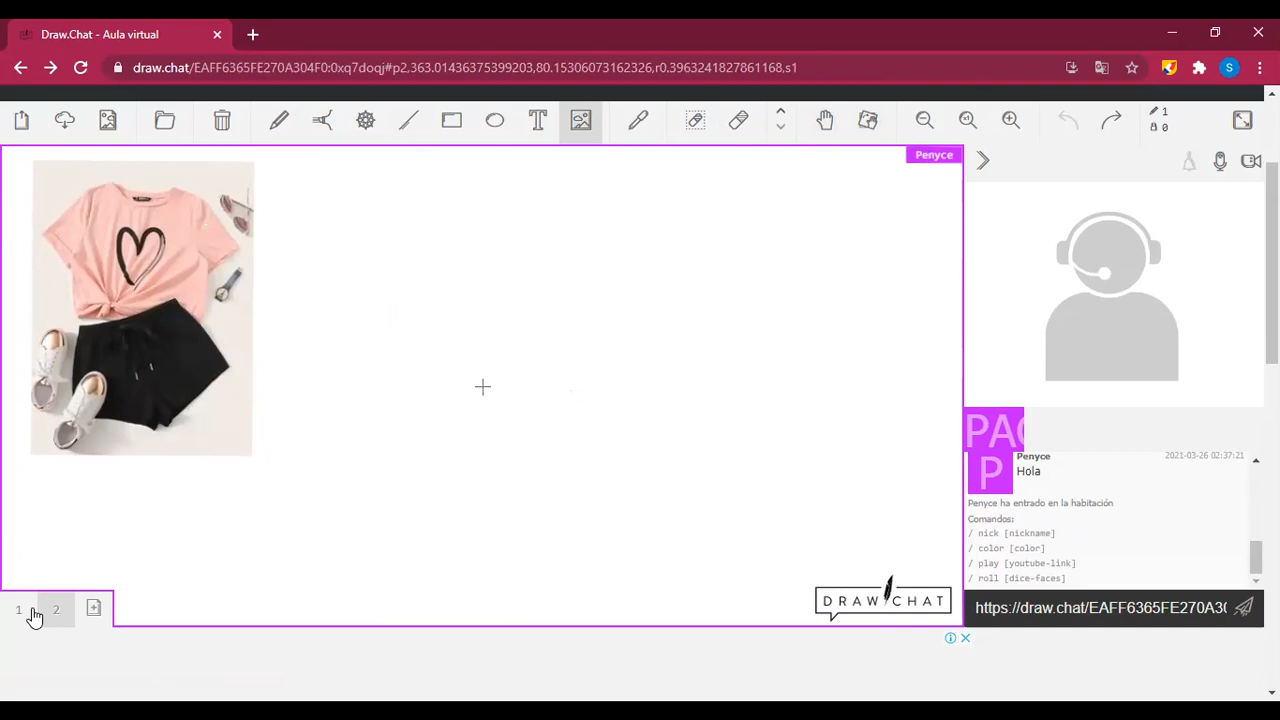 Draw.Chat - Aula virtual
draw.chat/EAFF6365FE270A304F0:0xq7doqj#p2,363.01436375399203,80.15306073162326,r0.3963241827861168,s1
S
T
x1
1
0
Penyce
PAC
P
Penyce
2021-03-26 02:37:21
Hola
Penyce ha entrado en la habitación
Comandos:
/ nick [nickname]
/ color [color]
/ play [youtube-link]
/ roll [dice-faces]
DRAW CHAT
https://draw.chat/EAFF6365FE270A30
1
2